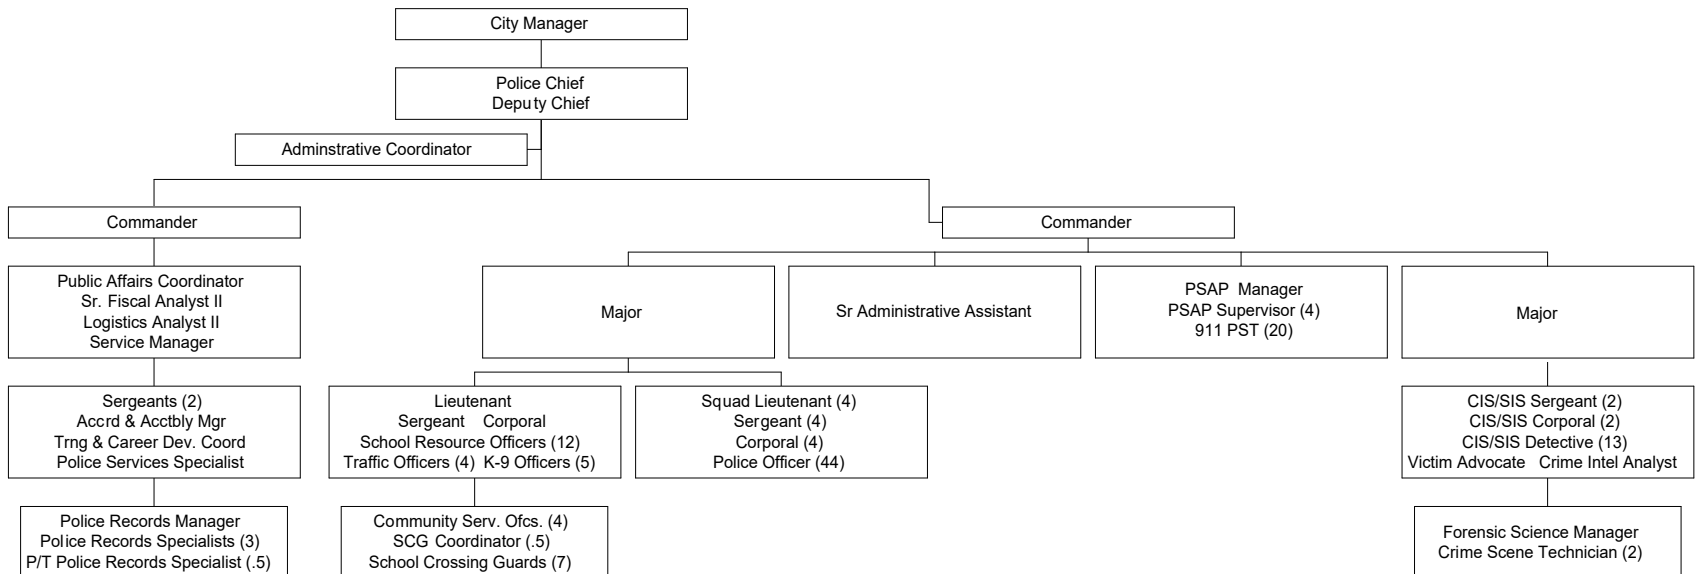 City Manager
Police Chief
Deputy Chief
Adminstrative Coordinator
Commander
Commander
Public Affairs Coordinator
Sr. Fiscal Analyst II
Logistics Analyst II
Service Manager
Major
Sr Administrative Assistant
PSAP Manager
PSAP Supervisor (4)
911 PST (20)
Major
Sergeants (2)
Accrd & Acctbly Mgr
Trng & Career Dev. Coord
Police Services Specialist
Lieutenant
Sergeant Corporal
School Resource Officers (12)
Traffic Officers (4) K-9 Officers (5)
Squad Lieutenant (4)
Sergeant (4)
Corporal (4)
Police Officer (44)
CIS/SIS Sergeant (2)
CIS/SIS Corporal (2)
CIS/SIS Detective (13)
Victim Advocate Crime Intel Analyst
Police Records Manager
Police Records Specialists (3)
P/T Police Records Specialist (.5)
Community Serv. Ofcs. (4)
SCG Coordinator (.5)
School Crossing Guards (7)
Forensic Science Manager
Crime Scene Technician (2)